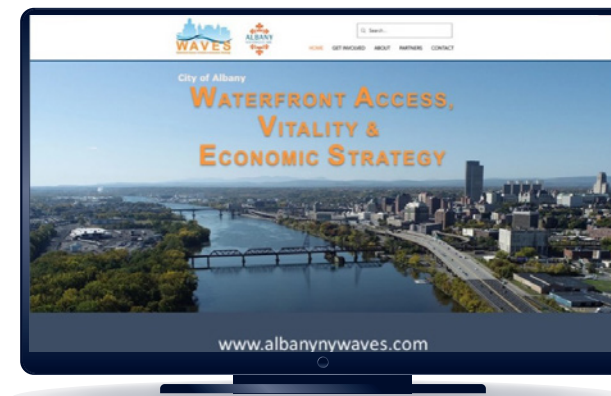 WAVES
ALBANY
Search...
HOME GET INVOLVED ABOUT PARTNERS CONTACT
City of Albany
WATERFRONT ACCESS,
VITALITY &
ECONOMIC STRATEGY
www.albanynywaves.com